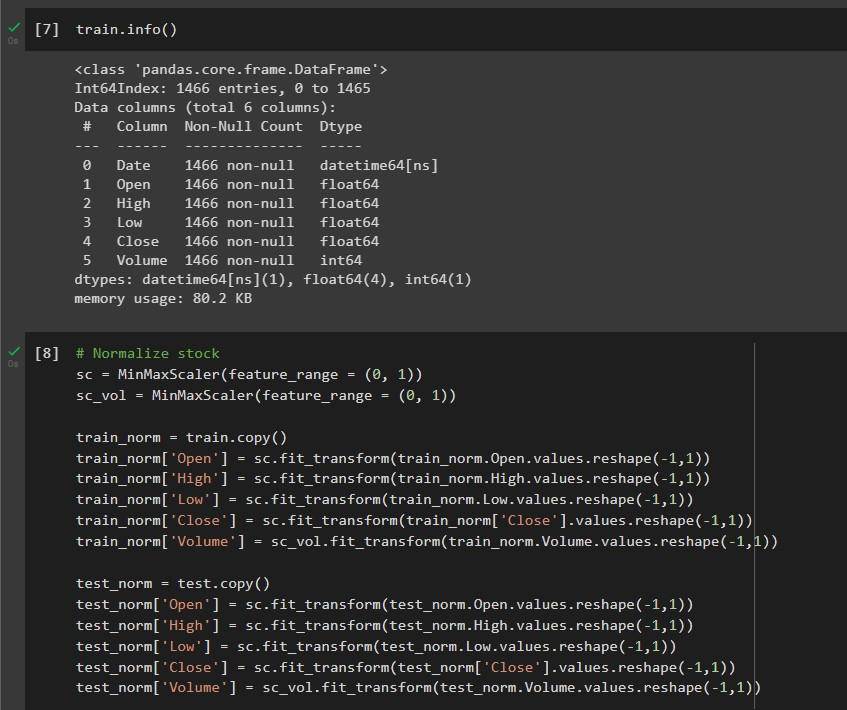 [7] train.info()
0s
<class 'pandas.core.frame.DataFrame'>
Int64Index: 1466 entries, 0 to 1465
Data columns (total 6 columns):
 #   Column  Non-Null Count  Dtype
---  ------  --------------  -----
 0   Date    1466 non-null   datetime64[ns]
 1   Open    1466 non-null   float64
 2   High    1466 non-null   float64
 3   Low     1466 non-null   float64
 4   Close   1466 non-null   float64
 5   Volume  1466 non-null   int64
dtypes: datetime64[ns](1), float64(4), int64(1)
memory usage: 80.2 KB
[8] # Normalize stock
0s
sc = MinMaxScaler(feature_range = (0, 1))
sc_vol = MinMaxScaler(feature_range = (0, 1))
train_norm = train.copy()
train_norm['Open'] = sc.fit_transform(train_norm.Open.values.reshape(-1,1))
train_norm['High'] = sc.fit_transform(train_norm.High.values.reshape(-1,1))
train_norm['Low'] = sc.fit_transform(train_norm.Low.values.reshape(-1,1))
train_norm['Close'] = sc.fit_transform(train_norm['Close'].values.reshape(-1,1))
train_norm['Volume'] = sc_vol.fit_transform(train_norm.Volume.values.reshape(-1,1))
test_norm = test.copy()
test_norm['Open'] = sc.fit_transform(test_norm.Open.values.reshape(-1,1))
test_norm['High'] = sc.fit_transform(test_norm.High.values.reshape(-1,1))
test_norm['Low'] = sc.fit_transform(test_norm.Low.values.reshape(-1,1))
test_norm['Close'] = sc.fit_transform(test_norm['Close'].values.reshape(-1,1))
test_norm['Volume'] = sc_vol.fit_transform(test_norm.Volume.values.reshape(-1,1))